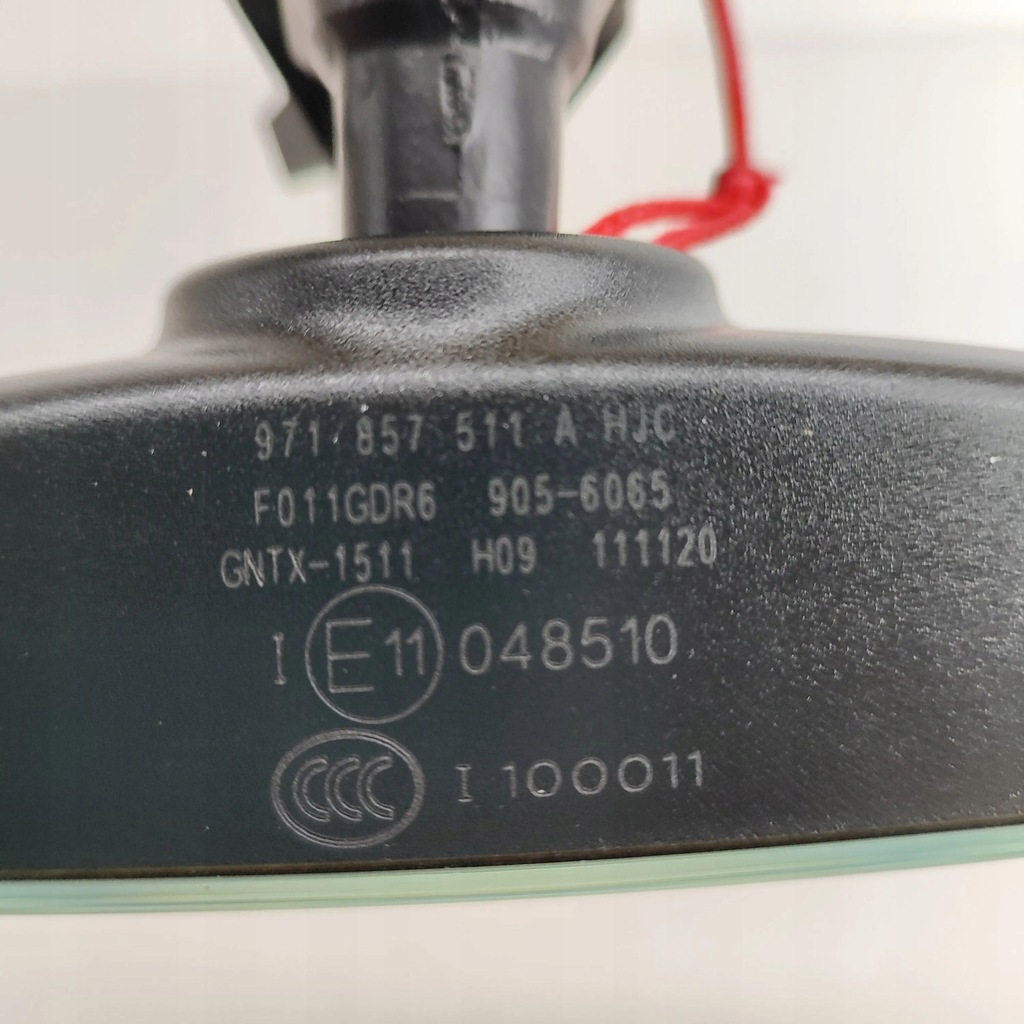 971 857 511 A HJC
F011GDR6 905-6065
GNTX-1511 H09 111120
I E11 048510
CCC I 100011